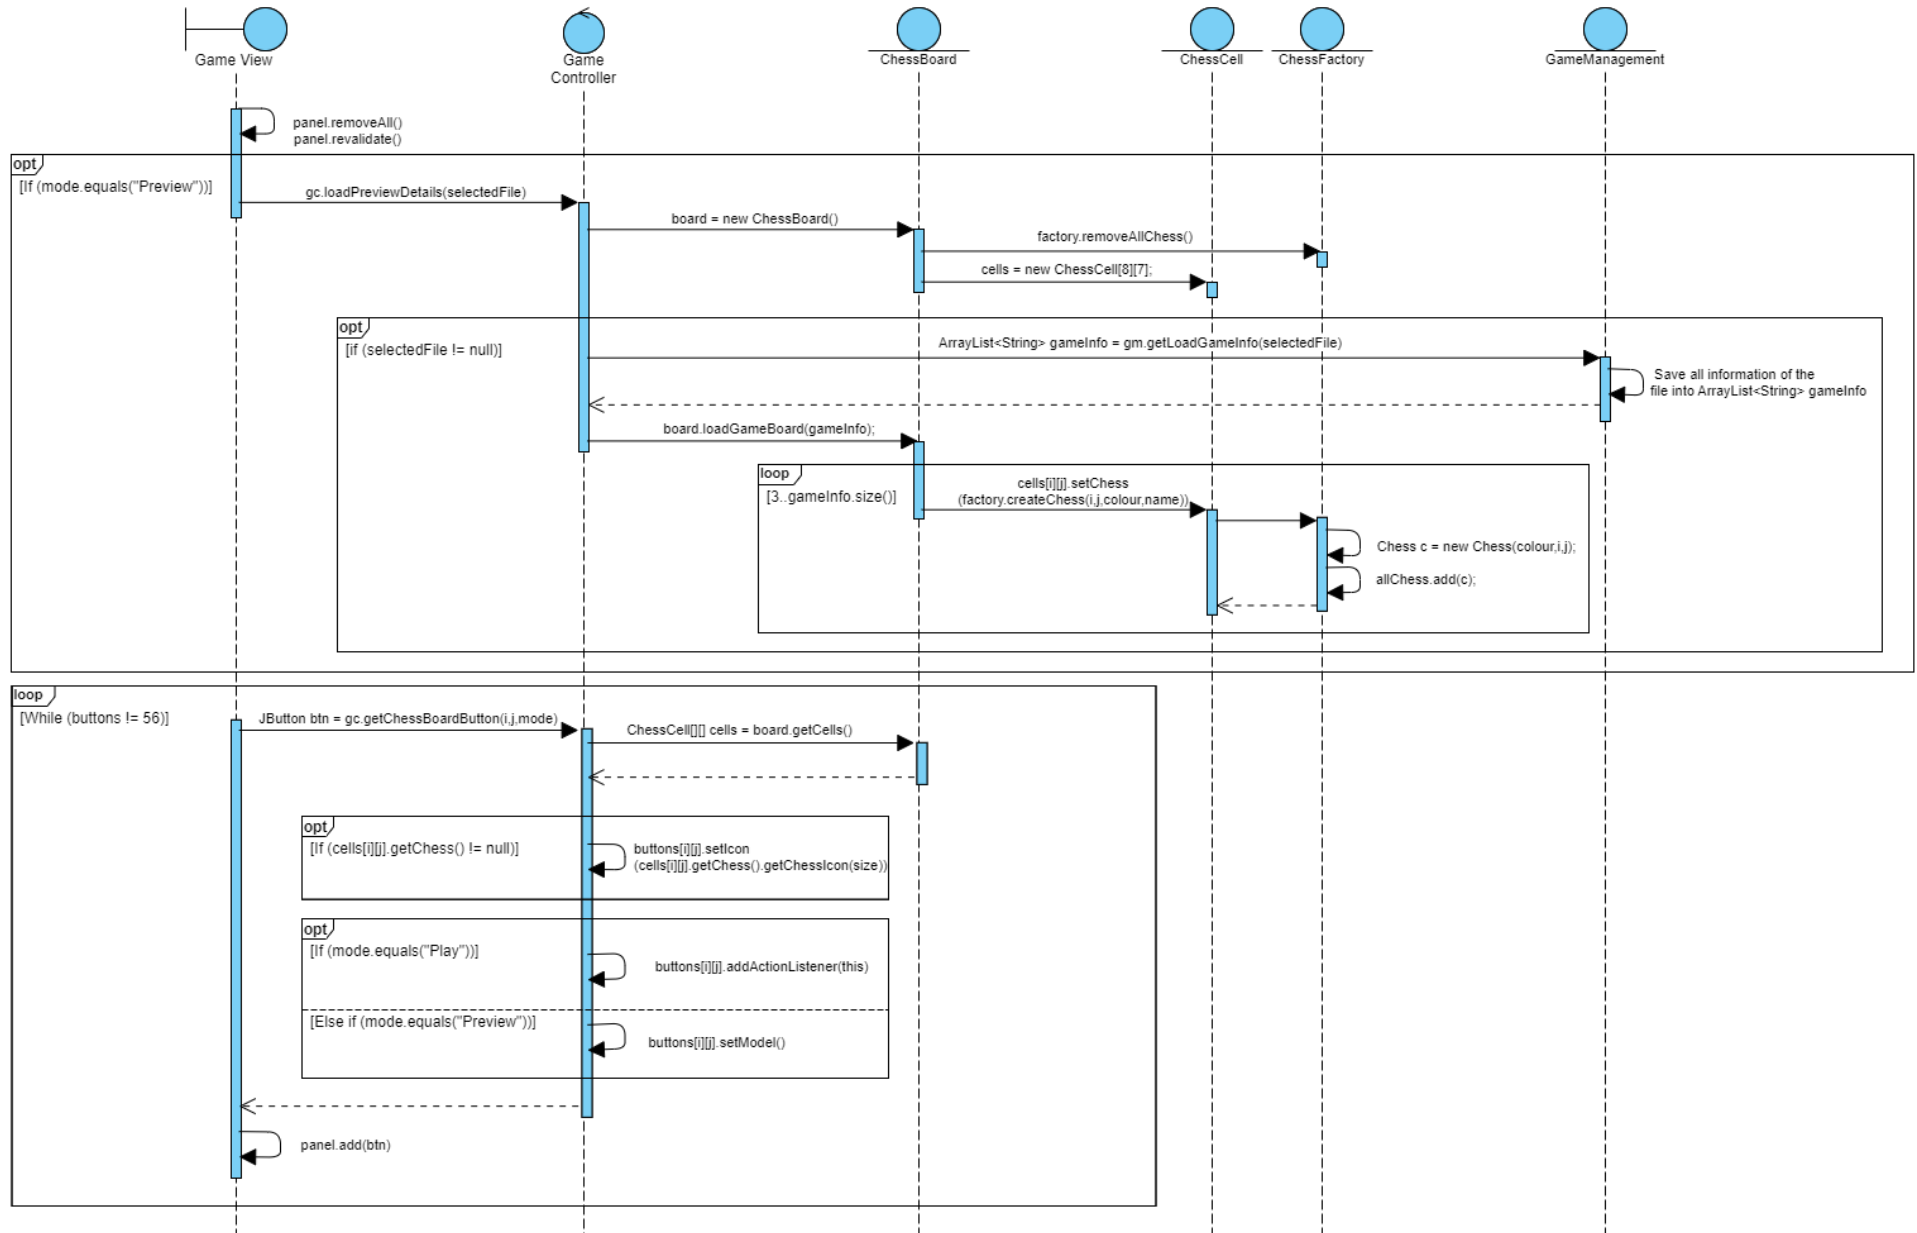 Game View
Game
Controller
ChessBoard
ChessCell
ChessFactory
GameManagement
panel.removeAll()
panel.revalidate()
opt
[If (mode.equals("Preview"))]
gc.loadPreviewDetails(selectedFile)
board = new ChessBoard()
factory.removeAllChess()
cells = new ChessCell[8][7];
opt
[if (selectedFile != null)]
ArrayList<String> gameInfo = gm.getLoadGameInfo(selectedFile)
Save all information of the
file into ArrayList<String> gameInfo
board.loadGameBoard(gameInfo);
loop
[3..gameInfo.size()]
cells[i][j].setChess
(factory.createChess(i,j,colour,name))
Chess c = new Chess(colour,i,j);
allChess.add(c);
loop
[While (buttons != 56)]
JButton btn = gc.getChessBoardButton(i,j,mode)
ChessCell[][] cells = board.getCells()
opt
[If (cells[i][j].getChess() != null)]
buttons[i][j].setIcon
(cells[i][j].getChess().getChessIcon(size))
opt
[If (mode.equals("Play"))]
buttons[i][j].addActionListener(this)
[Else if (mode.equals("Preview"))]
buttons[i][j].setModel()
panel.add(btn)